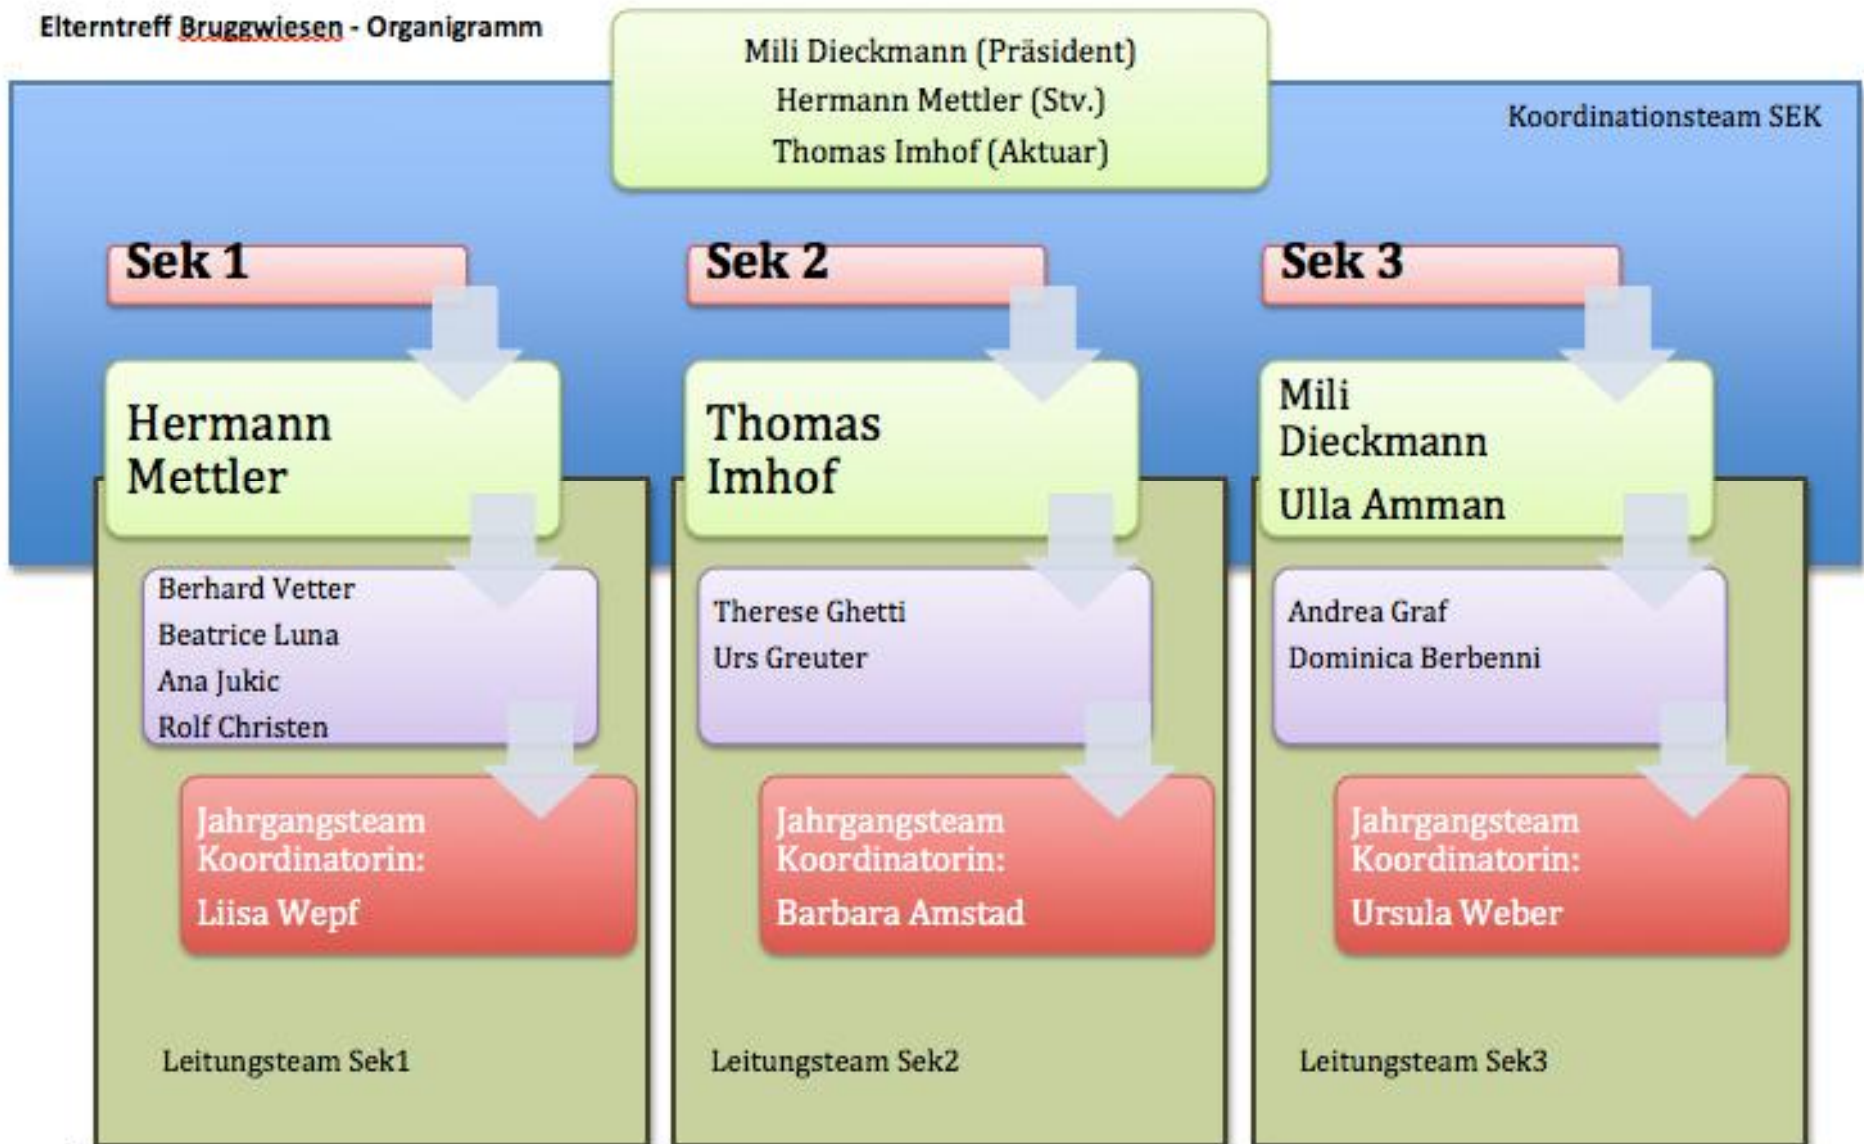 Elterntreff Bruggwiesen - Organigramm
Mili Dieckmann (Präsident)
Hermann Mettler (Stv.)
Thomas Imhof (Aktuar)
Koordinationsteam SEK
Sek 1
Hermann
Mettler
Berhard Vetter
Beatrice Luna
Ana Jukic
Rolf Christen
Jahrgangsteam
Koordinatorin:
Liisa Wepf
Leitungsteam Sek1
Sek 2
Thomas
Imhof
Therese Ghetti
Urs Greuter
Jahrgangsteam
Koordinatorin:
Barbara Amstad
Leitungsteam Sek2
Sek 3
Mili
Dieckmann
Ulla Amman
Andrea Graf
Dominica Berbenni
Jahrgangsteam
Koordinatorin:
Ursula Weber
Leitungsteam Sek3